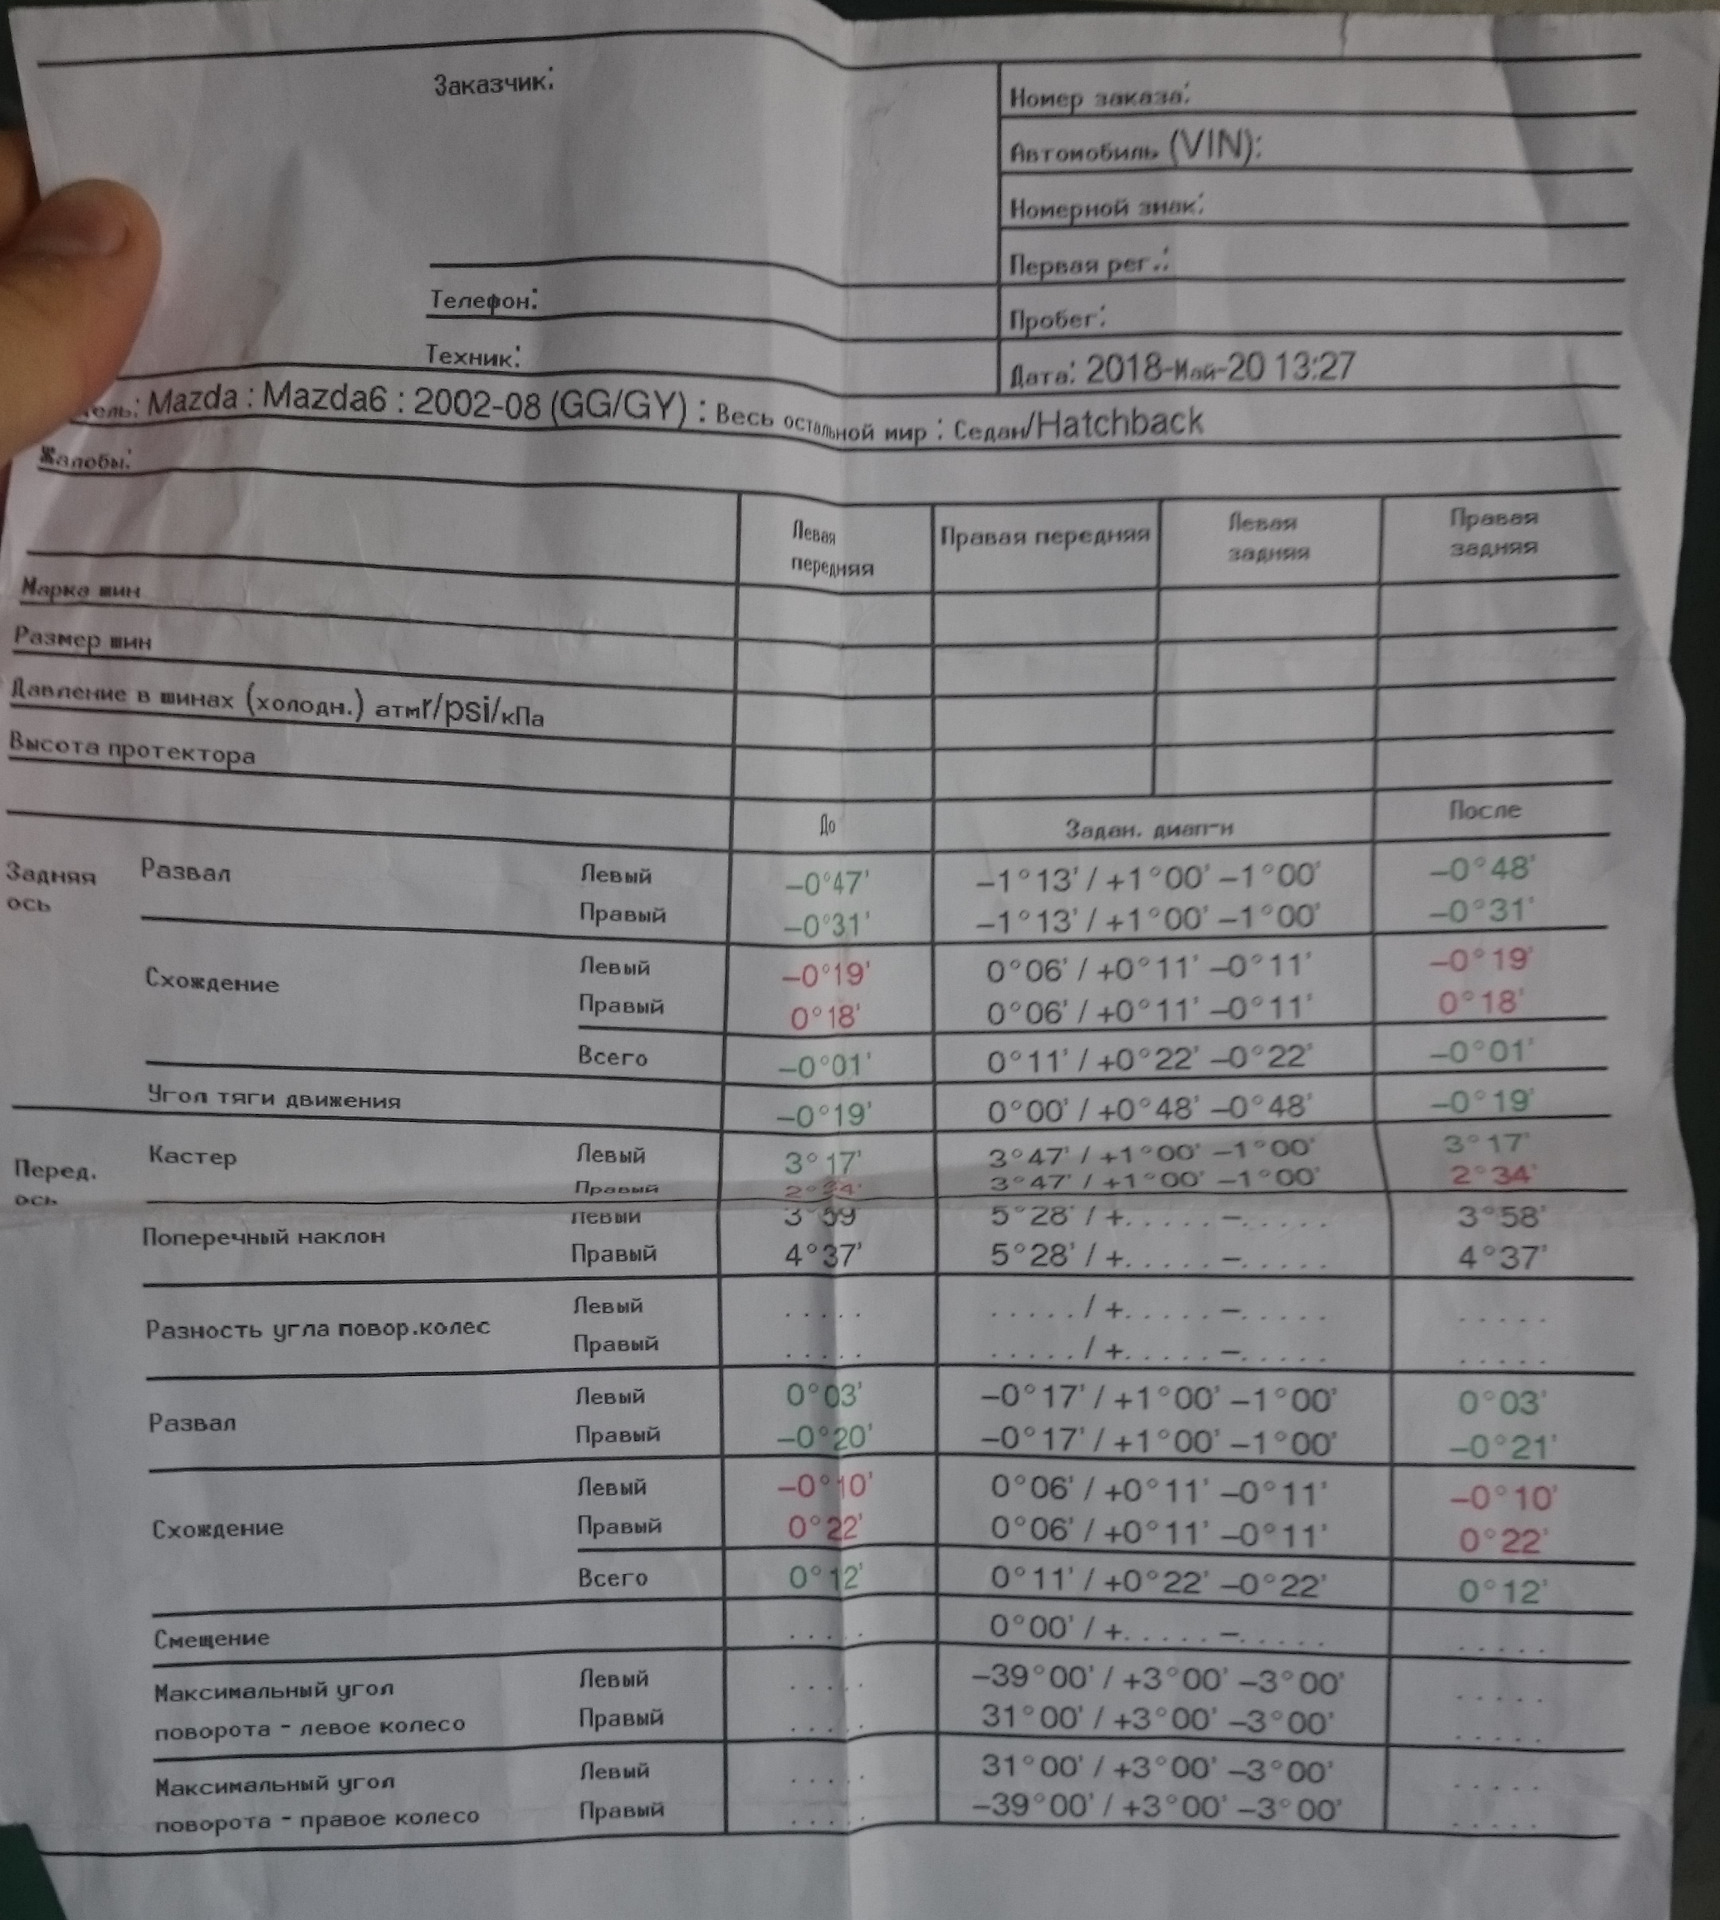 Заказчик:
Номер заказа:
Автомобиль (VIN):
Номерной знак:
Первая рег.:
Телефон:
Пробег:
Техник:
Дата: 2018-Май-20 13:27
Mazda : Mazda6 : 2002-08 (GG/GY) : Весь остальной мир : Седан/Hatchback
Жалобы:
Левая передняя Правая передняя Левая задняя Правая задняя
Марка шин
Размер шин
Давление в шинах (холодн.) атмr/psi/кПа
Высота протектора
До Задан. диап-н После
Задняя ось Развал Левый –0°47' –1°13' / +1°00' –1°00' –0°48'
Правый –0°31' –1°13' / +1°00' –1°00' –0°31'
Схождение Левый –0°19' 0°06' / +0°11' –0°11' –0°19'
Правый 0°18' 0°06' / +0°11' –0°11' 0°18'
Всего –0°01' 0°11' / +0°22' –0°22' –0°01'
Угол тяги движения –0°19' 0°00' / +0°48' –0°48' –0°19'
Перед. ось Кастер Левый 3°17' 3°47' / +1°00' –1°00' 3°17'
Правый 2°34' 3°47' / +1°00' –1°00' 2°34'
Поперечный наклон Левый 3°59' 5°28' / +..... –..... 3°58'
Правый 4°37' 5°28' / +..... –..... 4°37'
Разность угла повор.колес Левый ..... ..... / +..... –..... .....
Правый ..... ..... / +..... –..... .....
Развал Левый 0°03' –0°17' / +1°00' –1°00' 0°03'
Правый –0°20' –0°17' / +1°00' –1°00' –0°21'
Схождение Левый –0°10' 0°06' / +0°11' –0°11' –0°10'
Правый 0°22' 0°06' / +0°11' –0°11' 0°22'
Всего 0°12' 0°11' / +0°22' –0°22' 0°12'
Смещение ..... 0°00' / +..... –..... .....
Максимальный угол поворота - левое колесо Левый ..... –39°00' / +3°00' –3°00' .....
Правый ..... 31°00' / +3°00' –3°00' .....
Максимальный угол поворота - правое колесо Левый ..... 31°00' / +3°00' –3°00' .....
Правый ..... –39°00' / +3°00' –3°00' .....